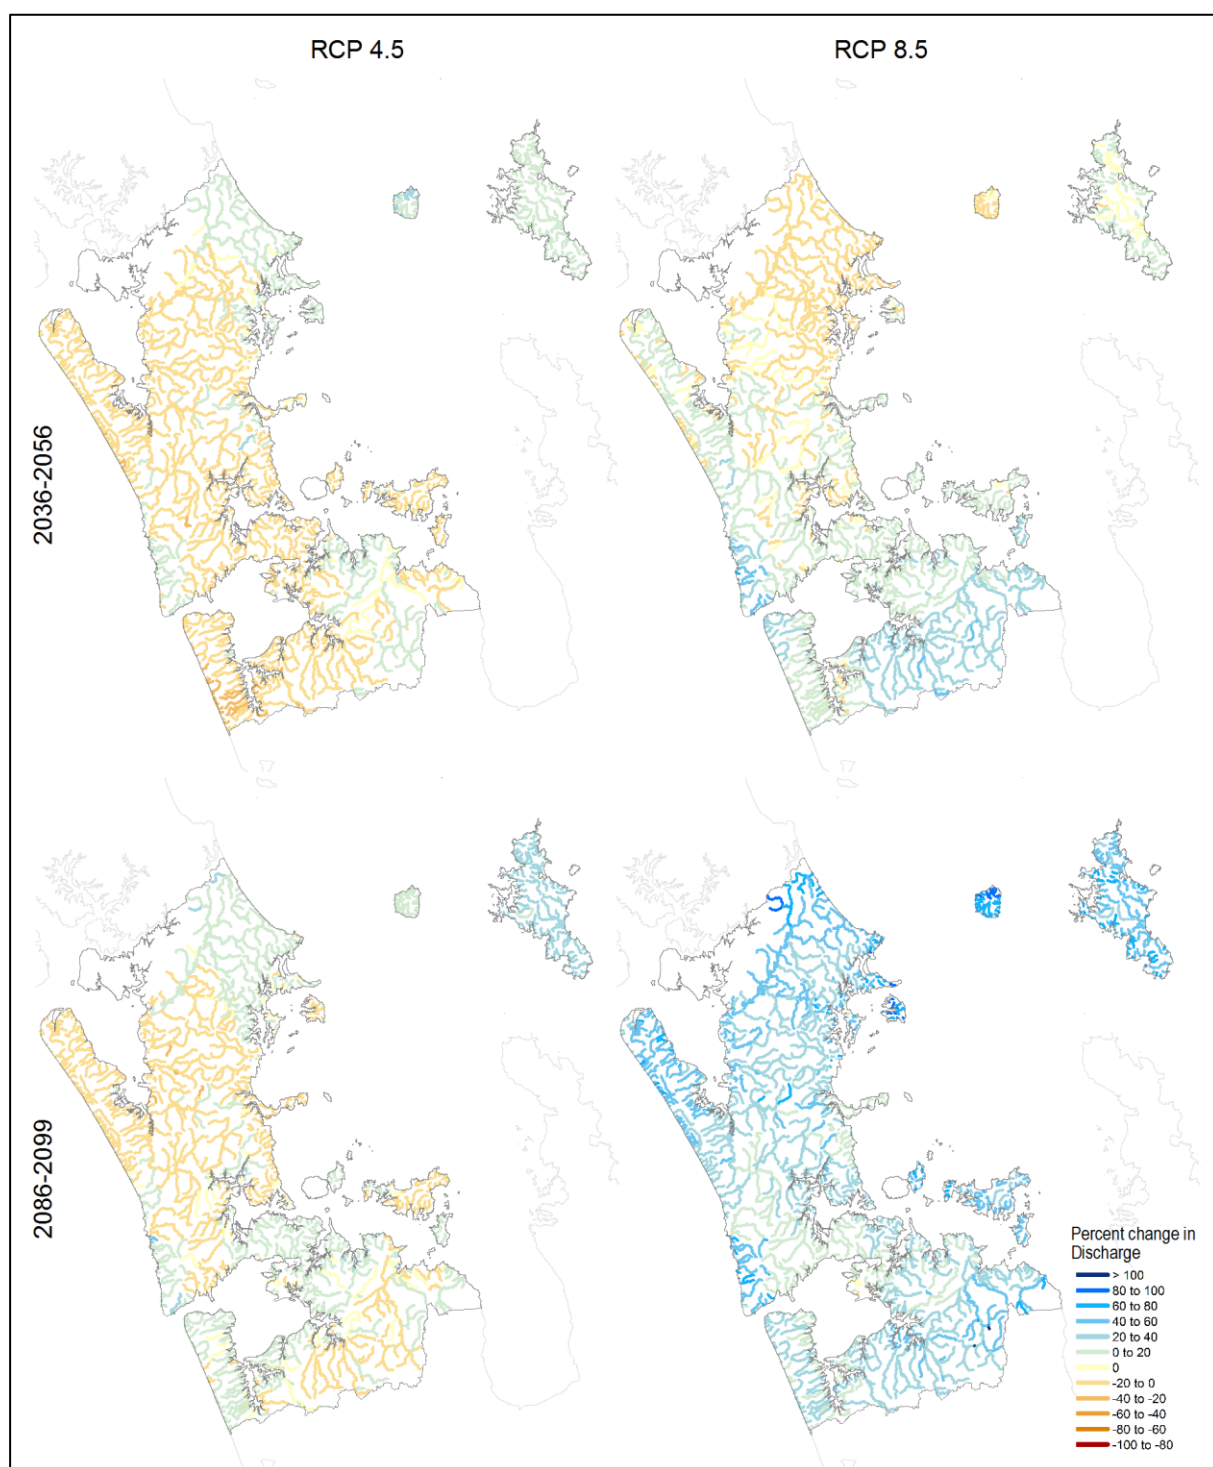 RCP 4.5
RCP 8.5
2036-2056
2086-2099
Percent change in
Discharge
> 100
80 to 100
60 to 80
40 to 60
20 to 40
0 to 20
0
-20 to 0
-40 to -20
-60 to -40
-80 to -60
-100 to -80